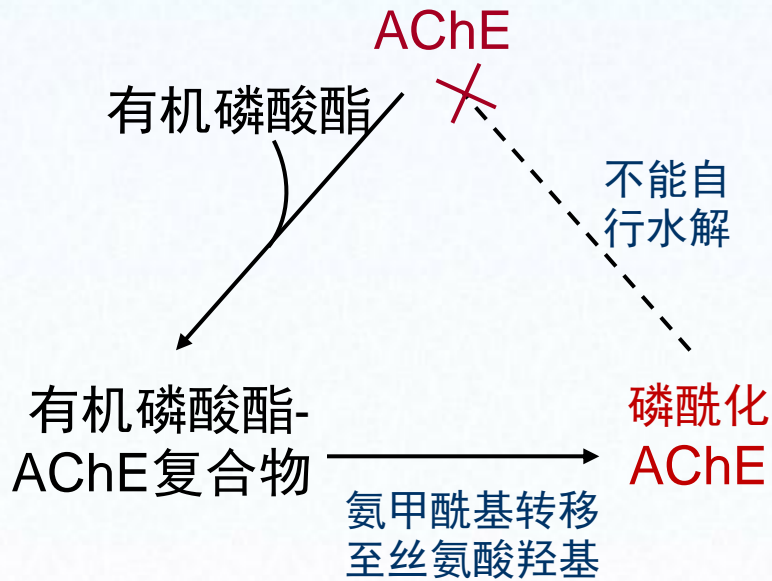 AChE
有机磷酸酯
不能自
行水解
有机磷酸酯-
AChE复合物
磷酰化
AChE
氨甲酰基转移
至丝氨酸羟基